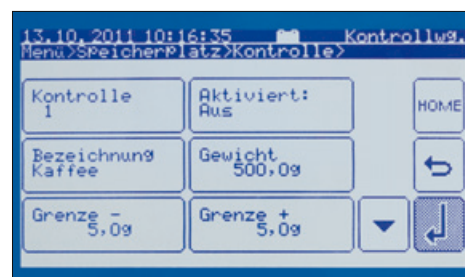 13.10.2011 10:16:35 Kontrollwg.
Menü>Speicherplatz>Kontrolle>
Kontrolle
1
Aktiviert:
Aus
HOME
Bezeichnung
Kaffee
Gewicht
500,0g
Grenze -
5,0g
Grenze +
5,0g